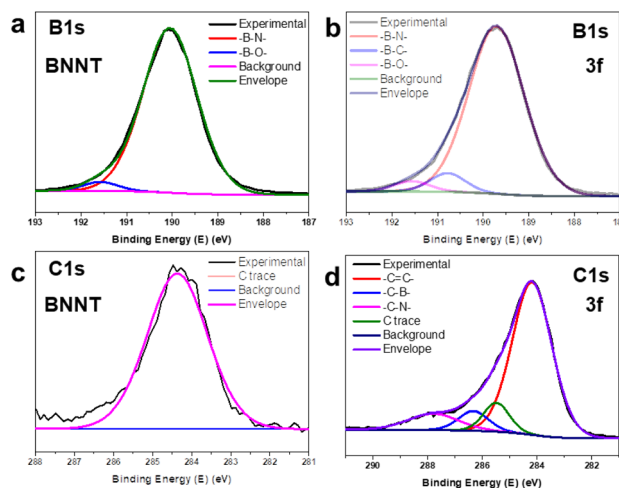 a
B1s
BNNT
Experimental
-B-N-
-B-O-
Background
Envelope
193 192 191 190 189 188 187
Binding Energy (E) (eV)
b
B1s
3f
Experimental
-B-N-
-B-C-
-B-O-
Background
Envelope
193 192 191 190 189 188 187
Binding Energy (E) (eV)
c
C1s
BNNT
Experimental
C trace
Background
Envelope
288 287 286 285 284 283 282 281
Binding Energy (E) (eV)
d
C1s
3f
Experimental
-C=C-
-C-B-
-C-N-
C trace
Background
Envelope
290 288 286 284 282
Binding Energy (E) (eV)